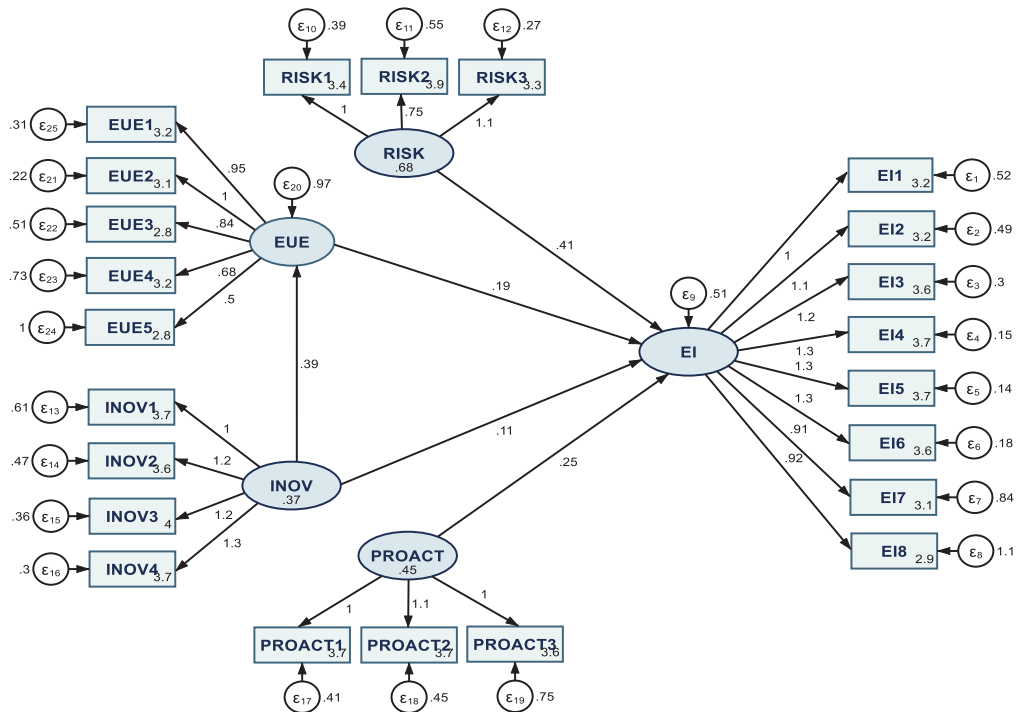 ε10 .39
ε11 .55
ε12 .27
RISK1 3.4
RISK2 3.9
RISK3 3.3
1
.75
1.1
RISK
.68
.31 ε25
EUE1 3.2
.22 ε21
EUE2 3.1
.51 ε22
EUE3 2.8
.73 ε23
EUE4 3.2
1 ε24
EUE5 2.8
.95
1
.84
.68
.5
ε20 .97
EUE
.41
.19
.39
.11
.25
ε9 .51
EI
1
1.1
1.2
1.3
1.3
1.3
.91
.92
EI1 3.2
ε1 .52
EI2 3.2
ε2 .49
EI3 3.6
ε3 .3
EI4 3.7
ε4 .15
EI5 3.7
ε5 .14
EI6 3.6
ε6 .18
EI7 3.1
ε7 .84
EI8 2.9
ε8 1.1
.61 ε13
INOV1 3.7
.47 ε14
INOV2 3.6
.36 ε15
INOV3 4
.3 ε16
INOV4 3.7
1
1.2
1.2
1.3
INOV
.37
PROACT
.45
1
1.1
1
PROACT1 3.7
PROACT2 3.7
PROACT3 3.6
ε17 .41
ε18 .45
ε19 .75